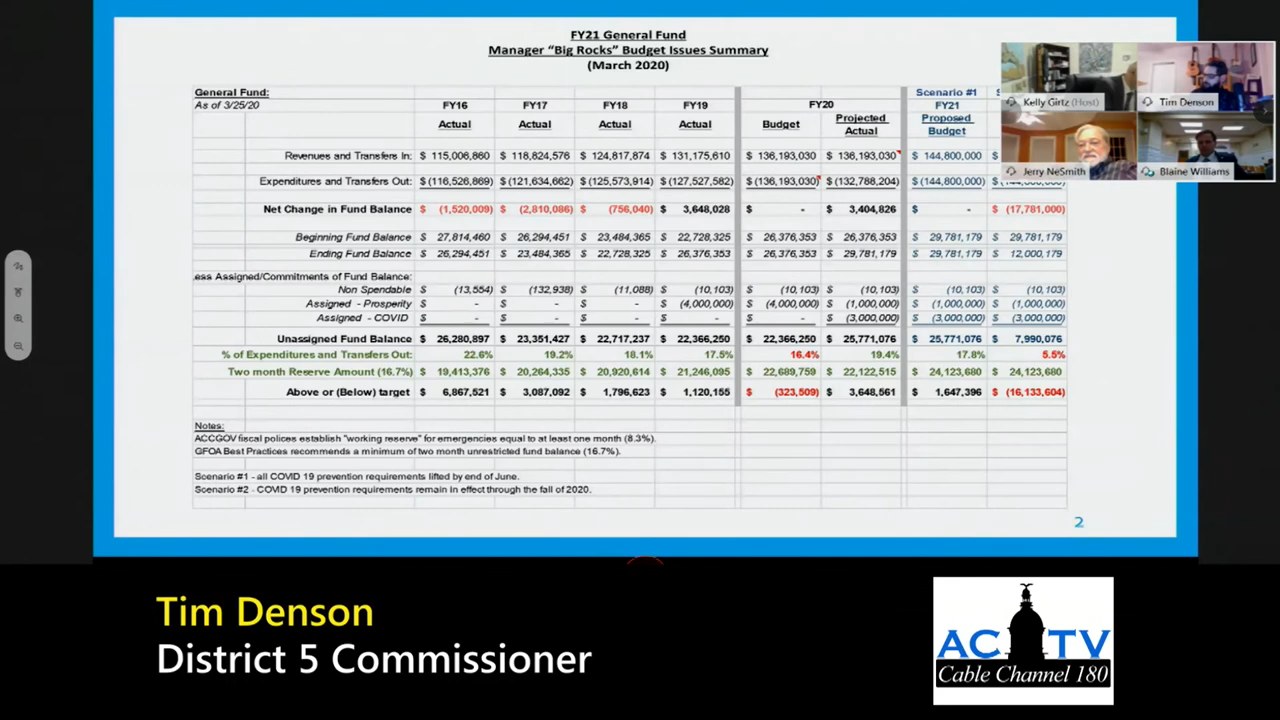 FY21 General Fund
Manager “Big Rocks” Budget Issues Summary
(March 2020)
General Fund: Scenario #1
As of 3/25/20 FY16 FY17 FY18 FY19 FY20 FY21
Actual Actual Actual Actual Budget Projected Actual Proposed Budget
Revenues and Transfers In: $ 115,006,860 $ 118,824,576 $ 124,817,874 $ 131,175,610 $ 136,193,030 $ 136,193,030 $ 144,800,000 $
Expenditures and Transfers Out: $ (116,526,869) $ (121,634,662) $ (125,573,914) $ (127,527,582) $ (136,193,030) $ (132,788,204) $ (144,800,000) $
Net Change in Fund Balance $ (1,520,009) $ (2,810,086) $ (756,040) $ 3,648,028 $ - $ 3,404,826 $ - $ (17,781,000)
Beginning Fund Balance $ 27,814,460 $ 26,294,451 $ 23,484,365 $ 22,728,325 $ 26,376,353 $ 26,376,353 $ 29,781,179 $ 29,781,179
Ending Fund Balance $ 26,294,451 $ 23,484,365 $ 22,728,325 $ 26,376,353 $ 26,376,353 $ 29,781,179 $ 29,781,179 $ 12,000,179
ess Assigned/Commitments of Fund Balance:
Non Spendable $ (13,554) $ (132,938) $ (11,088) $ (10,103) $ (10,103) $ (10,103) $ (10,103) $ (10,103)
Assigned - Prosperity $ - $ - $ - $ (4,000,000) $ (4,000,000) $ (1,000,000) $ (1,000,000) $ (1,000,000)
Assigned - COVID $ - $ - $ - $ - $ - $ (3,000,000) $ (3,000,000) $ (3,000,000)
Unassigned Fund Balance $ 26,280,897 $ 23,351,427 $ 22,717,237 $ 22,366,250 $ 22,366,250 $ 25,771,076 $ 25,771,076 $ 7,990,076
% of Expenditures and Transfers Out: 22.6% 19.2% 18.1% 17.5% 16.4% 19.4% 17.8% 5.5%
Two month Reserve Amount (16.7%) $ 19,413,376 $ 20,264,335 $ 20,920,614 $ 21,246,095 $ 22,689,759 $ 22,122,515 $ 24,123,680 $ 24,123,680
Above or (Below) target $ 6,867,521 $ 3,087,092 $ 1,796,623 $ 1,120,155 $ (323,509) $ 3,648,561 $ 1,647,396 $ (16,133,604)
Notes:
ACCGOV fiscal polices establish "working reserve" for emergencies equal to at least one month (8.3%).
GFOA Best Practices recommends a minimum of two month unrestricted fund balance (16.7%).
Scenario #1 - all COVID 19 prevention requirements lifted by end of June.
Scenario #2 - COVID 19 prevention requirements remain in effect through the fall of 2020.
2
Kelly Girtz (Host)
Tim Denson
Jerry NeSmith
Blaine Williams
Tim Denson
District 5 Commissioner
AC TV
Cable Channel 180